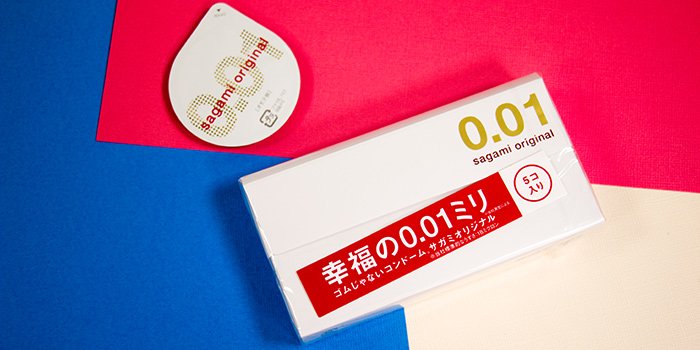 0.01
sagami original
0.01
sagami original
5コ
入り
幸福の0.01ミリ
ゴムじゃないコンドーム。サガミオリジナル